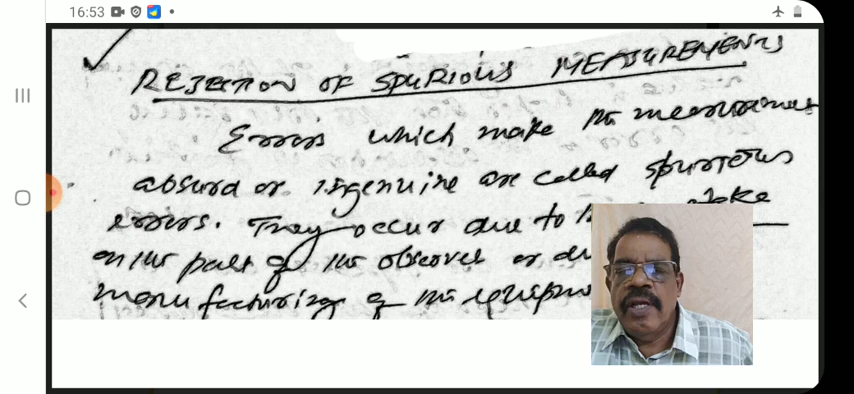 16:53
REJECTION OF SPURIOUS MEASUREMENTS
Errors which make the measurement
absurd or ingenuine are called spurious
errors. They occur due to
on the part of the observer or
manufacturing of the